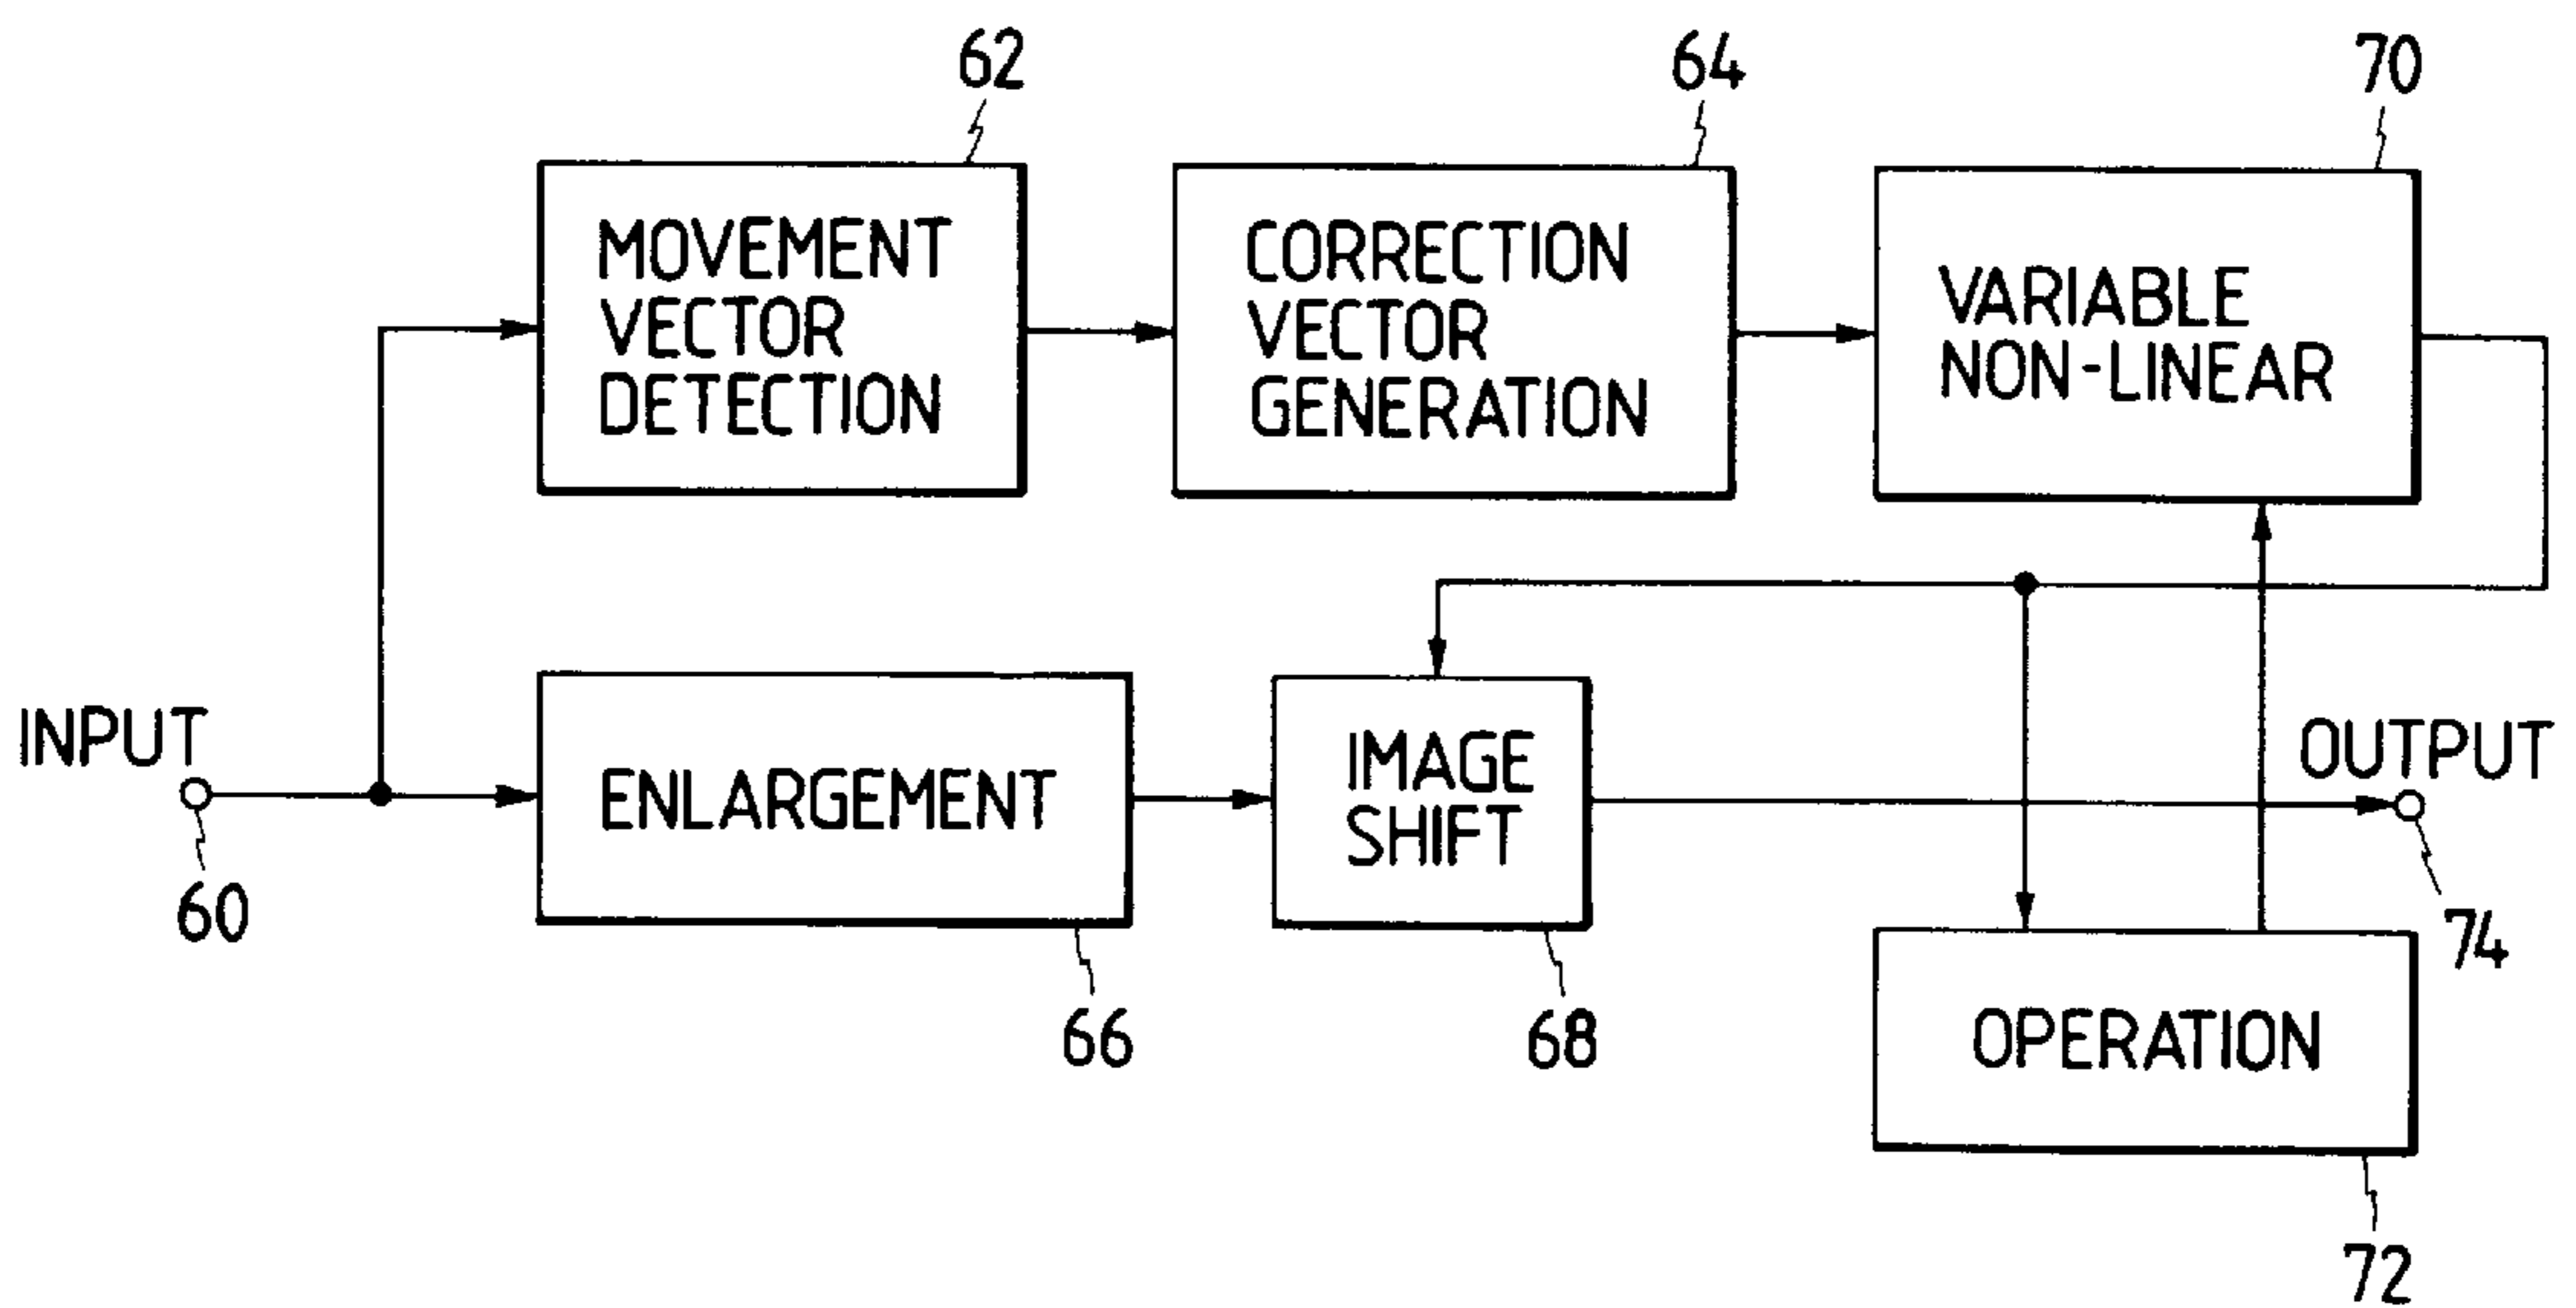 62
64
70
MOVEMENT
VECTOR
DETECTION
CORRECTION
VECTOR
GENERATION
VARIABLE
NON-LINEAR
INPUT
60
ENLARGEMENT
66
IMAGE
SHIFT
68
OUTPUT
74
OPERATION
72